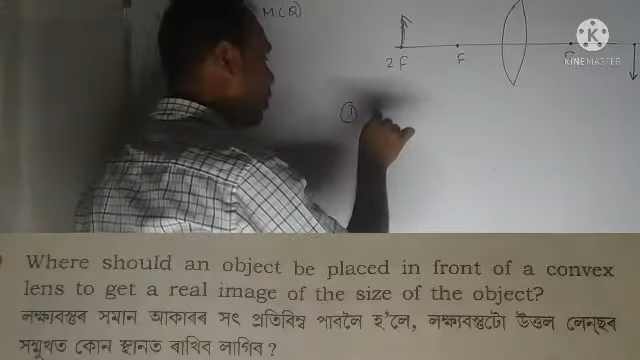 M(Q)
2F
F
F
①
K
KINEMASTER
Where should an object be placed in front of a convex
lens to get a real image of the size of the object?
লক্ষ্যবস্তুৰ সমান আকাৰৰ সৎ প্ৰতিবিম্ব পাবলৈ হ'লে, লক্ষ্যবস্তুটো উত্তল লেন্ছৰ
সন্মুখত কোন স্থানত ৰাখিব লাগিব?